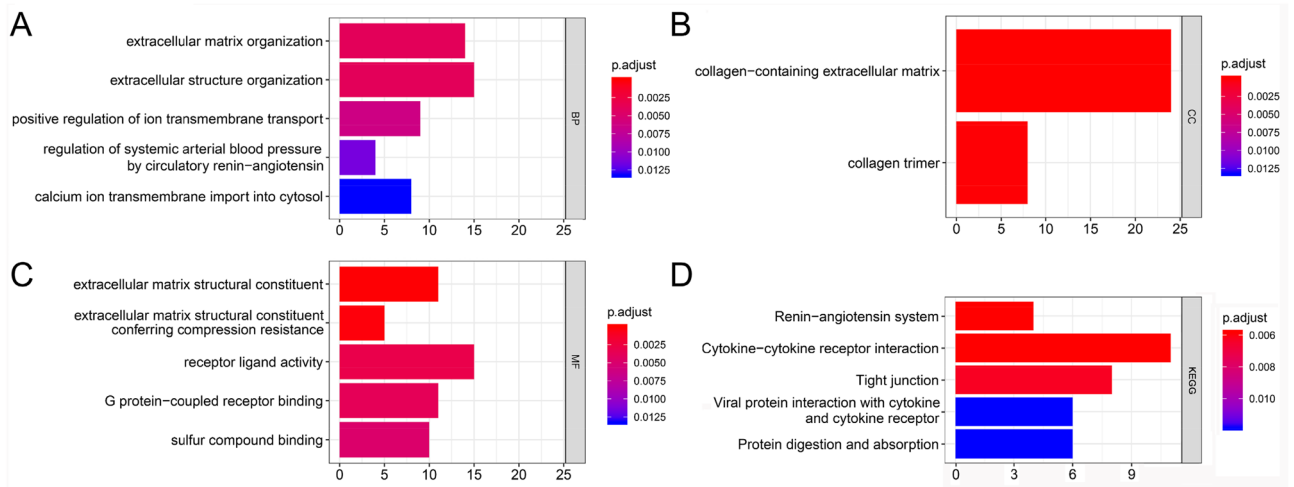 A
extracellular matrix organization
extracellular structure organization
positive regulation of ion transmembrane transport
regulation of systemic arterial blood pressure
by circulatory renin−angiotensin
calcium ion transmembrane import into cytosol
0 5 10 15 20 25
BP
p.adjust
0.0025
0.0050
0.0075
0.0100
0.0125
B
collagen−containing extracellular matrix
collagen trimer
0 5 10 15 20 25
CC
p.adjust
0.0025
0.0050
0.0075
0.0100
0.0125
C
extracellular matrix structural constituent
extracellular matrix structural constituent
conferring compression resistance
receptor ligand activity
G protein−coupled receptor binding
sulfur compound binding
0 5 10 15 20 25
MF
p.adjust
0.0025
0.0050
0.0075
0.0100
0.0125
D
Renin−angiotensin system
Cytokine−cytokine receptor interaction
Tight junction
Viral protein interaction with cytokine
and cytokine receptor
Protein digestion and absorption
0 3 6 9
KEGG
p.adjust
0.006
0.008
0.010